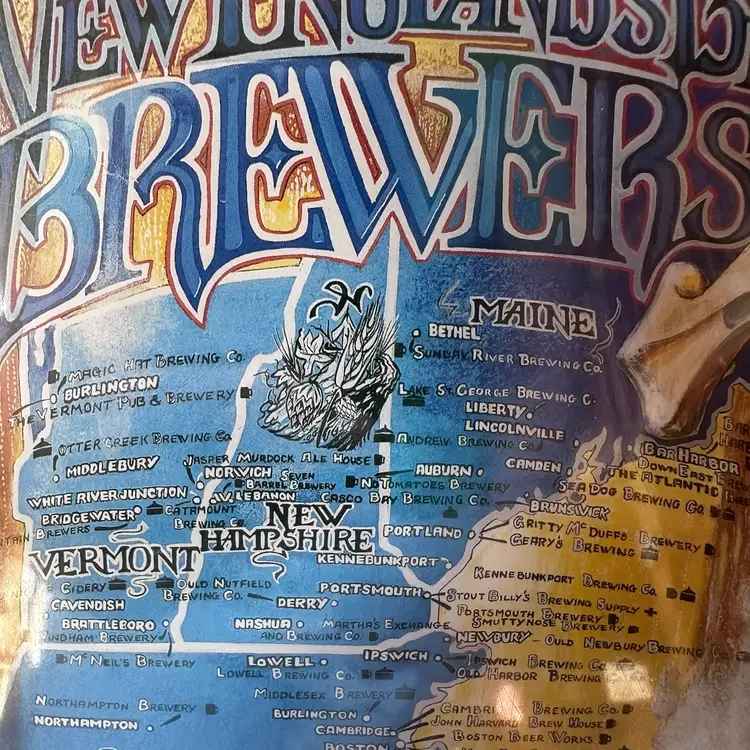 NEW ENGLAND'S
BREWERS
N
MAINE
BETHEL
SUNDAY RIVER BREWING CO.
MAGIC HAT BREWING CO.
BURLINGTON
THE VERMONT PUB & BREWERY
LAKE ST. GEORGE BREWING C
LIBERTY
LINCOLNVILLE
OTTER CREEK BREWING CO.
ANDREW BREWING CO.
BAR HARBOR
MIDDLEBURY
JASPER MURDOCK ALE HOUSE
NORWICH
SEVEN
BARREL BREWERY
AUBURN
CAMDEN
DOWN EAST
THE ATLANTIC
NO TOMATOES BREWERY
SEA DOG BREWING CO.
WHITE RIVER JUNCTION
W. LEBANON
CASCO BAY BREWING CO.
BRIDGEWATER
CATAMOUNT
BREWING CO.
BREWERS
BRUNSWICK
NEW
HAMPSHIRE
PORTLAND
GRITTY MCDUFFS BREWERY
GEARY'S BREWING
VERMONT
KENNEBUNKPORT
KENNEBUNKPORT BREWING CO.
CIDERY
OULD NUTFIELD
BREWING CO.
CAVENDISH
DERRY
PORTSMOUTH
STOUT BILLY'S BREWING SUPPLY +
PORTSMOUTH BREWERY
SMUTTYNOSE BREWERY
BRATTLEBORO
WINDHAM BREWERY
NASHUA
MARTHA'S EXCHANGE
AND BREWING CO.
NEWBURY - OULD NEWBURY BREWING CO.
MCNEIL'S BREWERY
LOWELL
LOWELL BREWING CO.
IPSWICH
IPSWICH BREWING CO.
OLD HARBOR BREWING CO.
MIDDLESEX BREWERY
NORTHAMPTON BREWERY
NORTHAMPTON
BURLINGTON
CAMBRIDGE
BOSTON
CAMBRIDGE BREWING CO.
JOHN HARVARD BREW HOUSE
BOSTON BEER WORKS